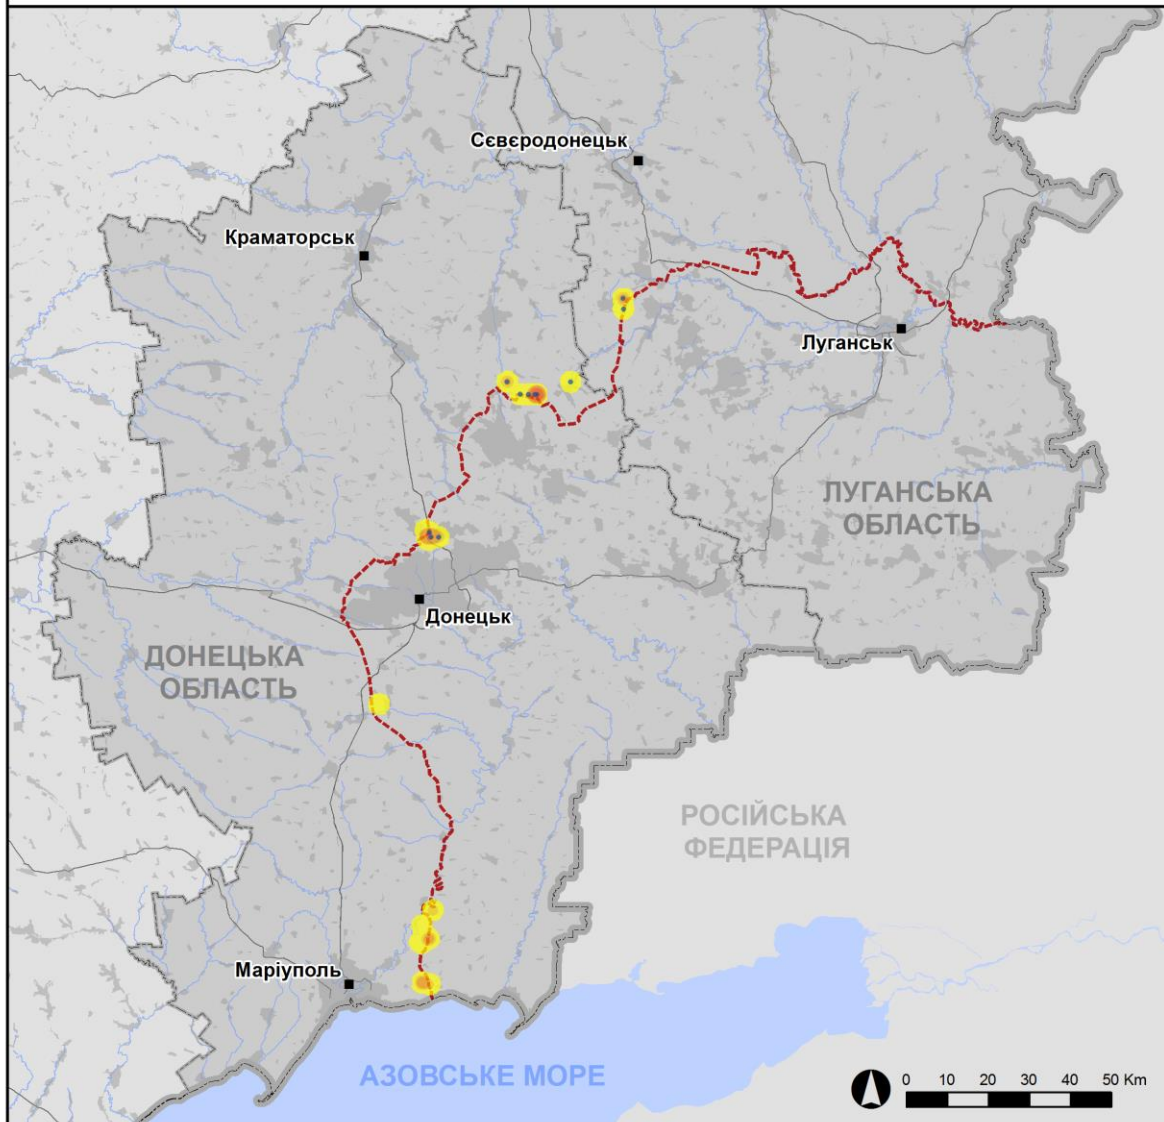 Сєвєродонецьк
Краматорськ
Луганськ
ЛУГАНСЬКА
ОБЛАСТЬ
Донецьк
ДОНЕЦЬКА
ОБЛАСТЬ
РОСІЙСЬКА
ФЕДЕРАЦІЯ
Маріуполь
АЗОВСЬКЕ МОРЕ
0 10 20 30 40 50 Km